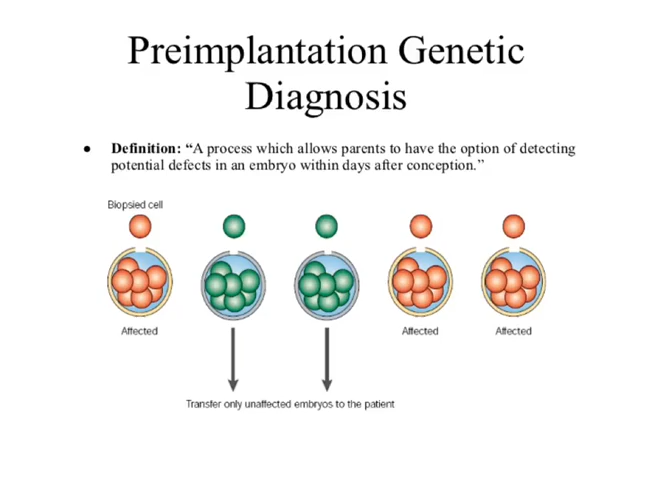 Preimplantation Genetic
Diagnosis
● Definition: “A process which allows parents to have the option of detecting
potential defects in an embryo within days after conception.”
Biopsied cell
Affected
Affected
Affected
Transfer only unaffected embryos to the patient